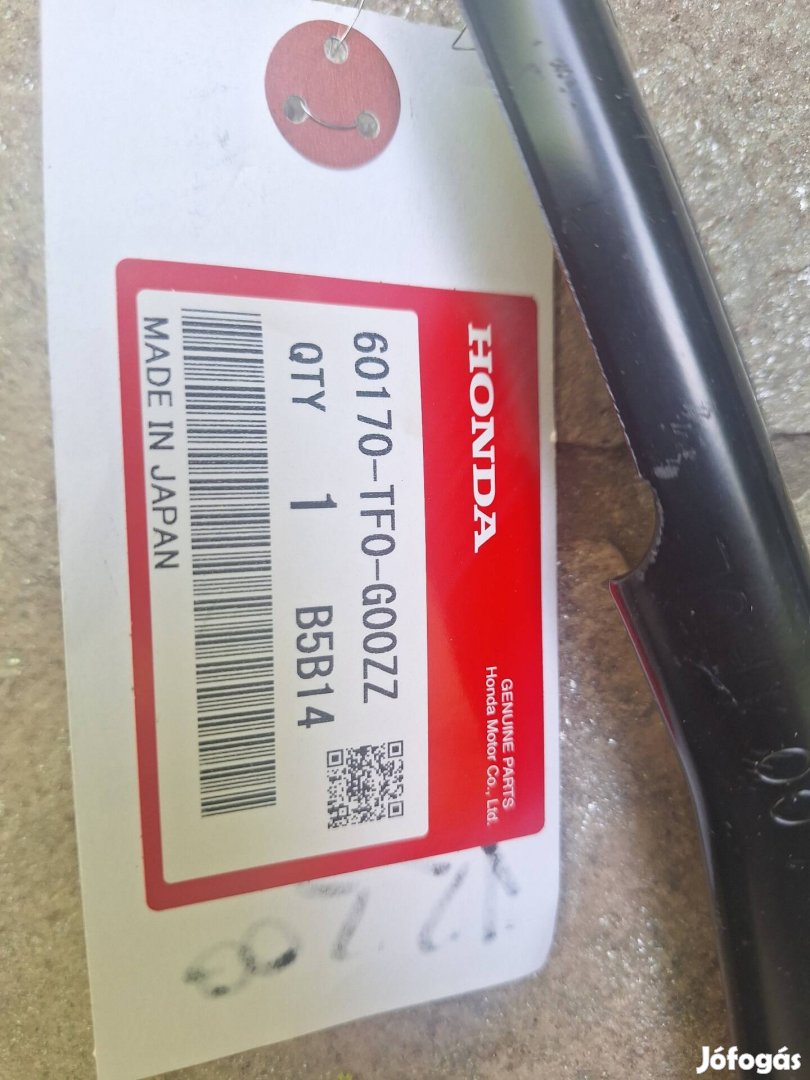 HONDA
GENUINE PARTS
Honda Motor Co., Ltd.
60170-TF0-G00ZZ
QTY 1 B5B14
MADE IN JAPAN
Jófogás